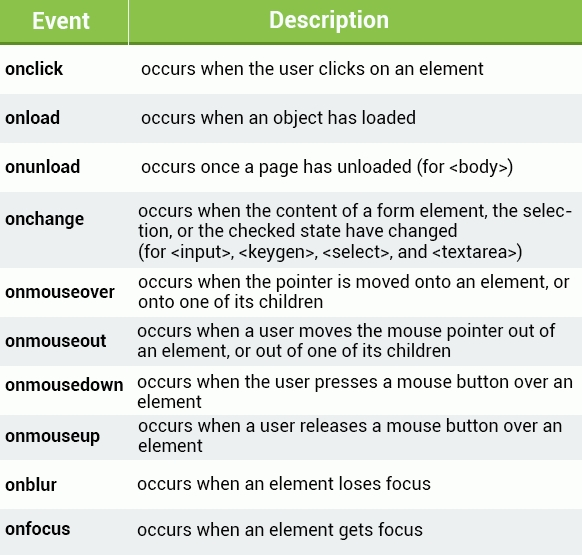 Event Description
onclick occurs when the user clicks on an element
onload occurs when an object has loaded
onunload occurs once a page has unloaded (for <body>)
onchange occurs when the content of a form element, the selec-
tion, or the checked state have changed
(for <input>, <keygen>, <select>, and <textarea>)
onmouseover occurs when the pointer is moved onto an element, or
onto one of its children
onmouseout occurs when a user moves the mouse pointer out of
an element, or out of one of its children
onmousedown occurs when the user presses a mouse button over an
element
onmouseup occurs when a user releases a mouse button over an
element
onblur occurs when an element loses focus
onfocus occurs when an element gets focus